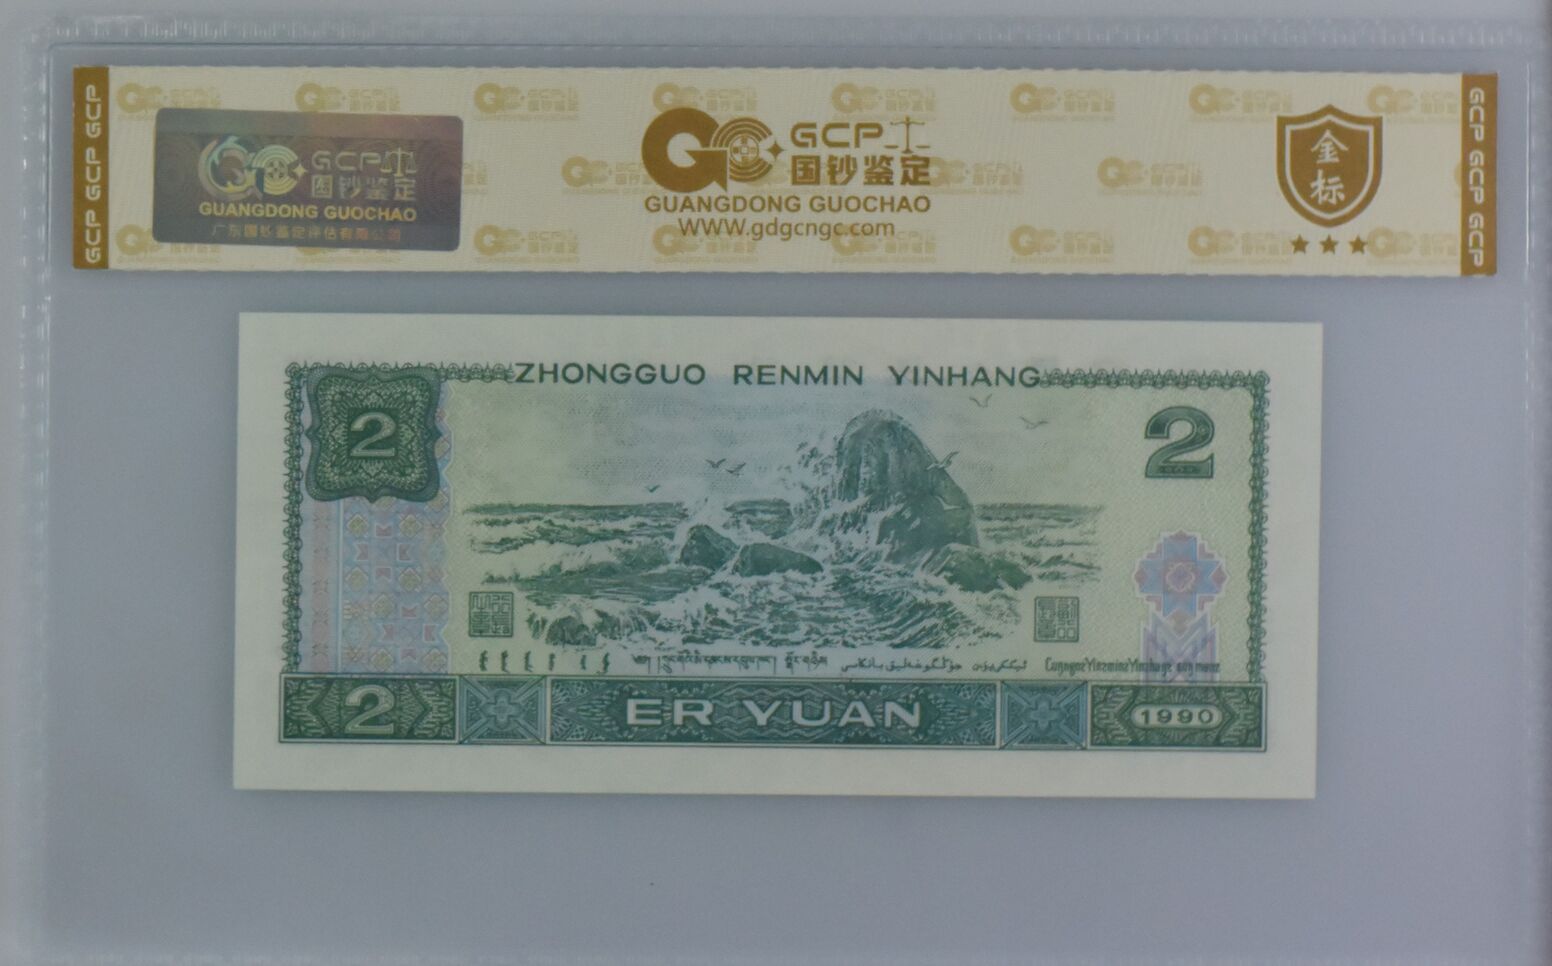 GCP GCP GCP
GCP
国钞鉴定
GUANGDONG GUOCHAO
广东国钞鉴定评估有限公司
GCP
国钞鉴定
GUANGDONG GUOCHAO
WWW.gdgcngc.com
金标
GCP GCP GCP
ZHONGGUO RENMIN YINHANG
2
2
2
ER YUAN
1990